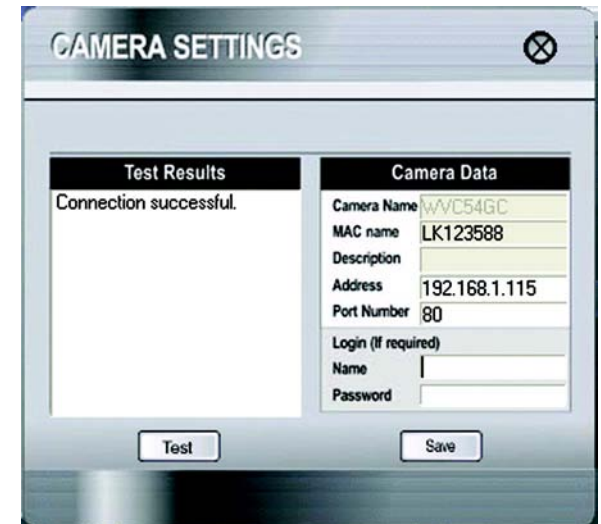 CAMERA SETTINGS
Test Results
Connection successful.
Test
Camera Data
Camera Name WVC54GC
MAC name LK123588
Description
Address 192.168.1.115
Port Number 80
Login (If required)
Name
Password
Save